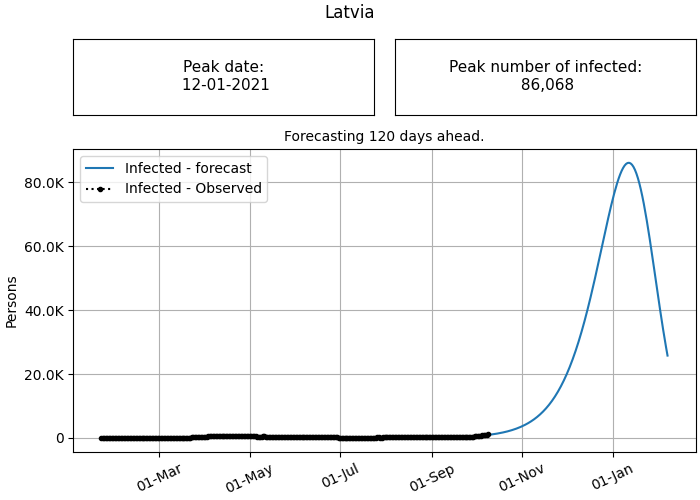 Latvia
Peak date:
12-01-2021
Peak number of infected:
86,068
Forecasting 120 days ahead.
Infected - forecast
Infected - Observed
80.0K
60.0K
40.0K
20.0K
0
Persons
01-Mar
01-May
01-Jul
01-Sep
01-Nov
01-Jan